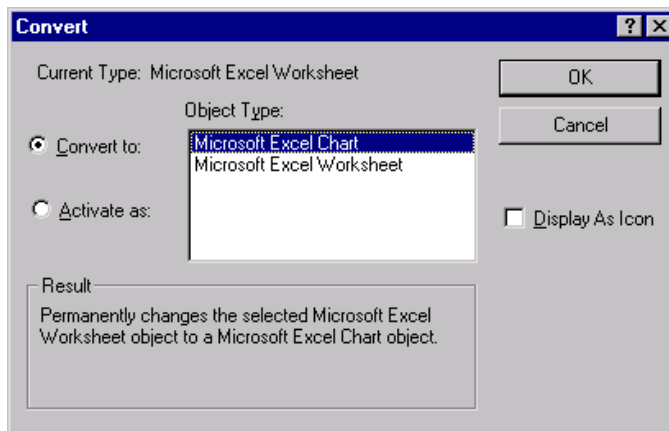 Convert
Current Type: Microsoft Excel Worksheet
OK
Object Type:
Cancel
Convert to:
Microsoft Excel Chart
Microsoft Excel Worksheet
Activate as:
Display As Icon
Result
Permanently changes the selected Microsoft Excel
Worksheet object to a Microsoft Excel Chart object.